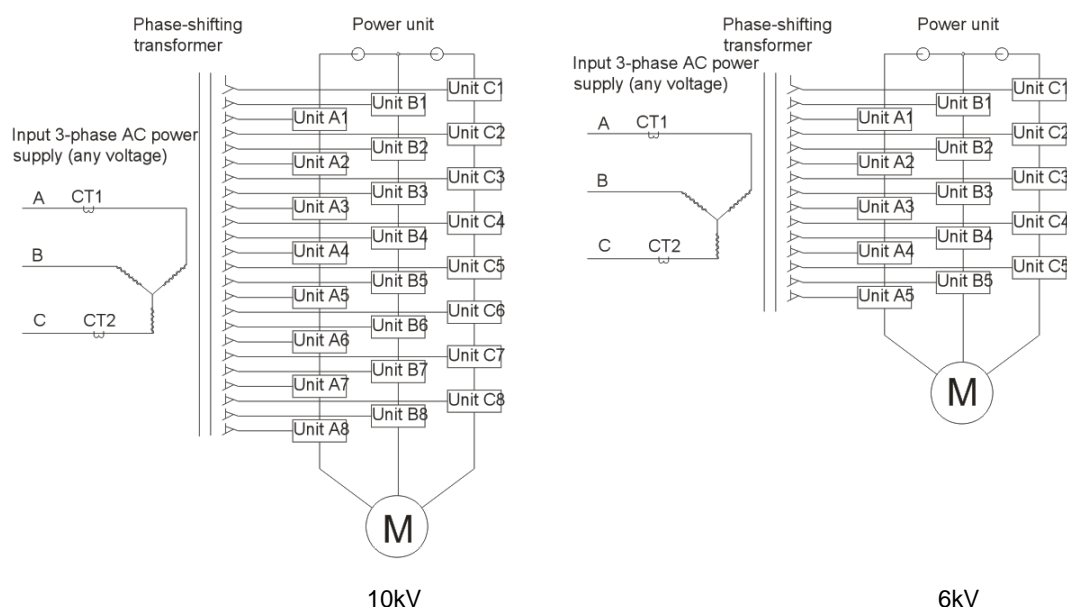 Phase-shifting
transformer
Power unit
Input 3-phase AC power
supply (any voltage)
A
CT1
B
C
CT2
Unit C1
Unit B1
Unit A1
Unit C2
Unit B2
Unit A2
Unit C3
Unit B3
Unit A3
Unit C4
Unit B4
Unit A4
Unit C5
Unit B5
Unit A5
Unit C6
Unit B6
Unit A6
Unit C7
Unit B7
Unit A7
Unit C8
Unit B8
Unit A8
M
10kV
Phase-shifting
transformer
Power unit
Input 3-phase AC power
supply (any voltage)
A
CT1
B
C
CT2
Unit C1
Unit B1
Unit A1
Unit C2
Unit B2
Unit A2
Unit C3
Unit B3
Unit A3
Unit C4
Unit B4
Unit A4
Unit C5
Unit B5
Unit A5
M
6kV